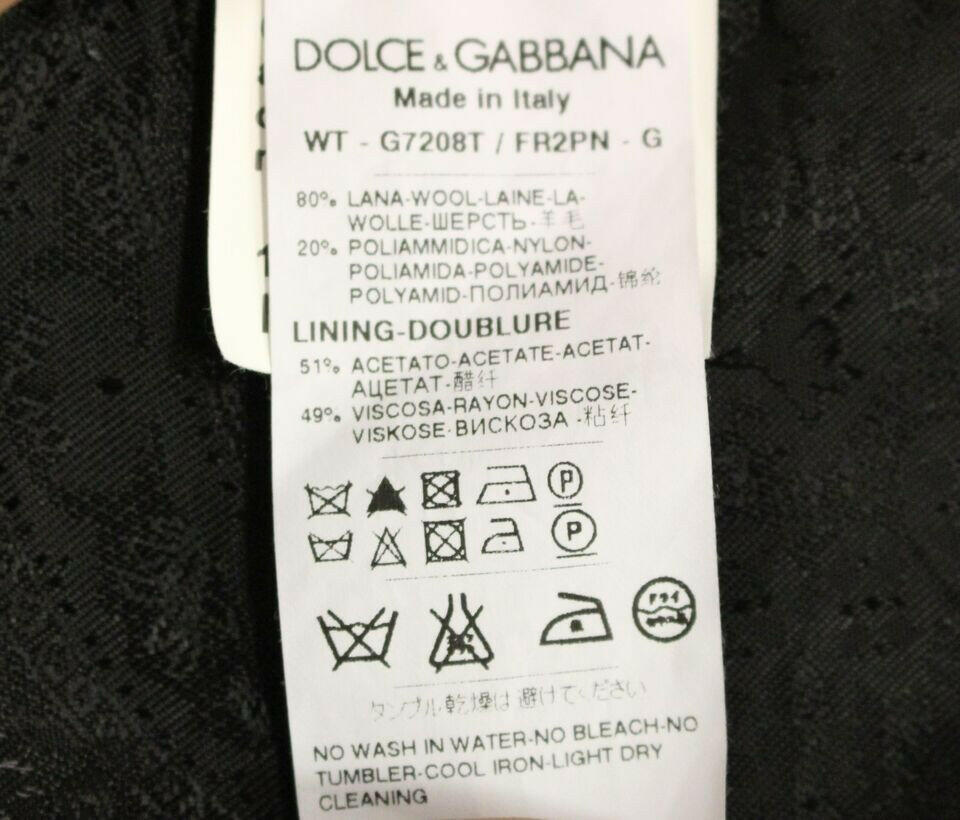 DOLCE & GABBANA
Made in Italy
WT - G7208T / FR2PN - G
80% LANA-WOOL-LAINE-LA-
WOLLE-ШЕРСТЬ-羊毛
20% POLIAMMIDICA-NYLON-
POLIAMIDA-POLYAMIDE-
POLYAMID-ПОЛИАМИД-锦纶
LINING-DOUBLURE
51% ACETATO-ACETATE-ACETAT-
АЦЕТАТ-醋纤
49% VISCOSA-RAYON-VISCOSE-
VISKOSE-ВИСКОЗА-粘纤
P
P
ドライ
タンブル乾燥は避けてください
NO WASH IN WATER-NO BLEACH-NO
TUMBLER-COOL IRON-LIGHT DRY
CLEANING